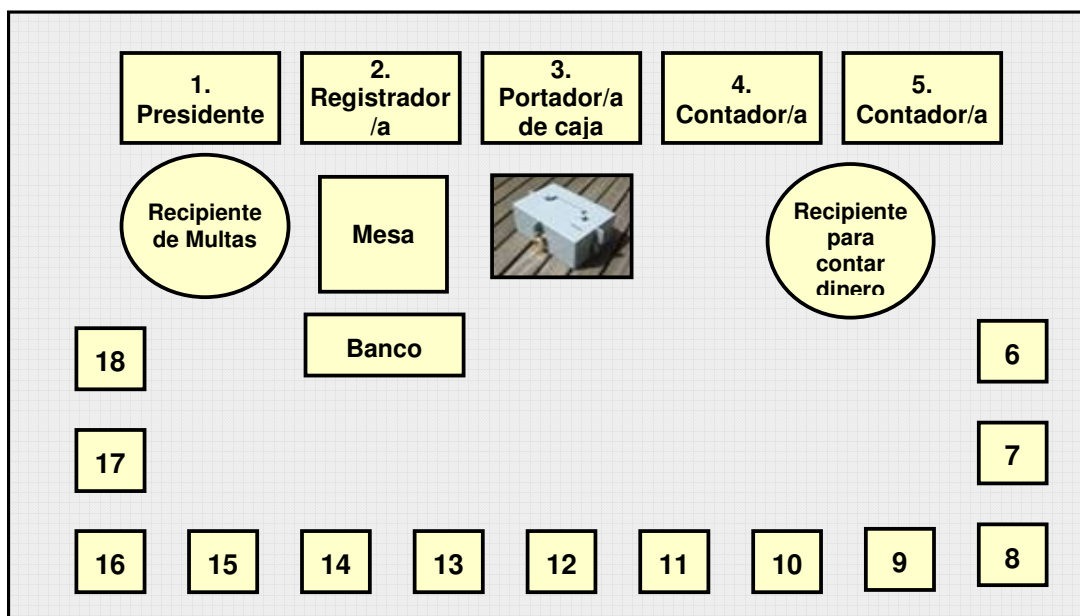 1.
Presidente
2.
Registrador
/a
3.
Portador/a
de caja
4.
Contador/a
5.
Contador/a
Recipiente
de Multas
Mesa
Recipiente
para
contar
dinero
Banco
18
6
17
7
16
15
14
13
12
11
10
9
8